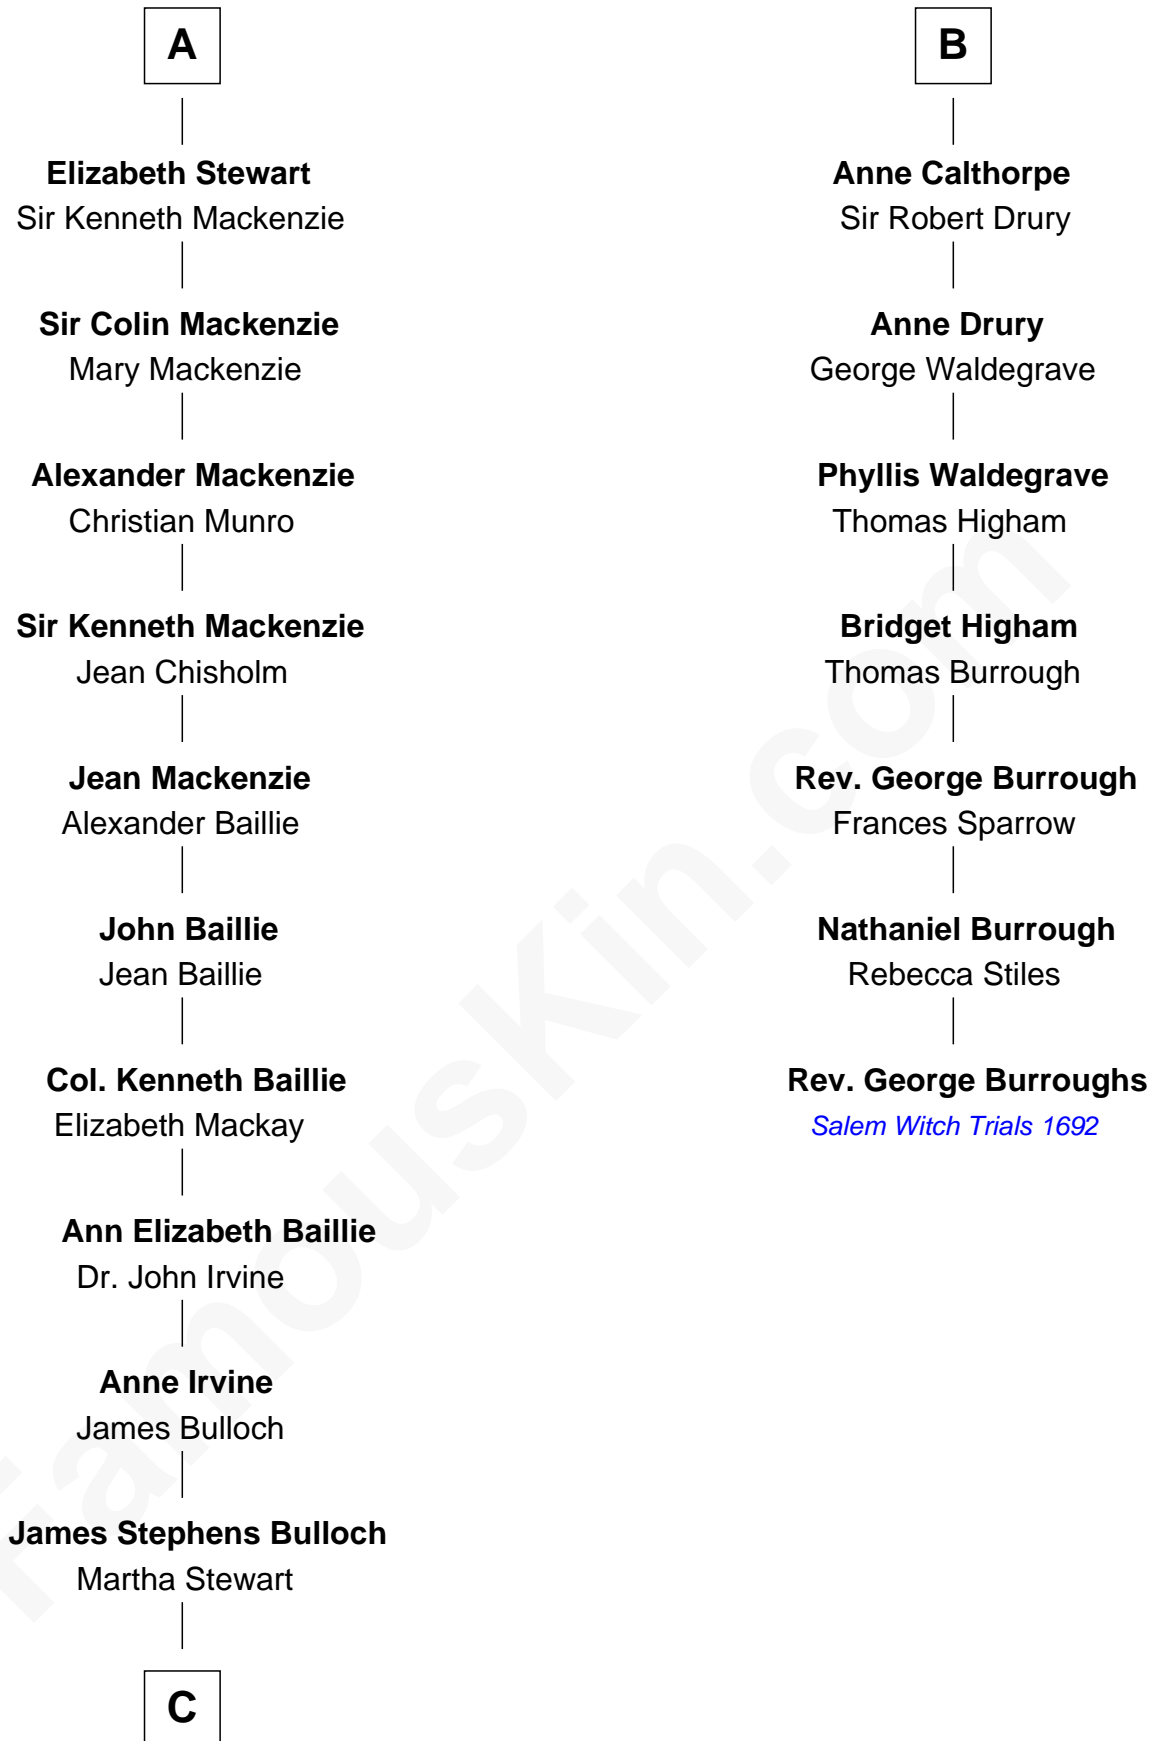 A
Elizabeth Stewart
Sir Kenneth Mackenzie
Sir Colin Mackenzie
Mary Mackenzie
Alexander Mackenzie
Christian Munro
Sir Kenneth Mackenzie
Jean Chisholm
Jean Mackenzie
Alexander Baillie
John Baillie
Jean Baillie
Col. Kenneth Baillie
Elizabeth Mackay
Ann Elizabeth Baillie
Dr. John Irvine
Anne Irvine
James Bulloch
James Stephens Bulloch
Martha Stewart
C
B
Anne Calthorpe
Sir Robert Drury
Anne Drury
George Waldegrave
Phyllis Waldegrave
Thomas Higham
Bridget Higham
Thomas Burrough
Rev. George Burrough
Frances Sparrow
Nathaniel Burrough
Rebecca Stiles
Rev. George Burroughs
Salem Witch Trials 1692
FamousKin.com